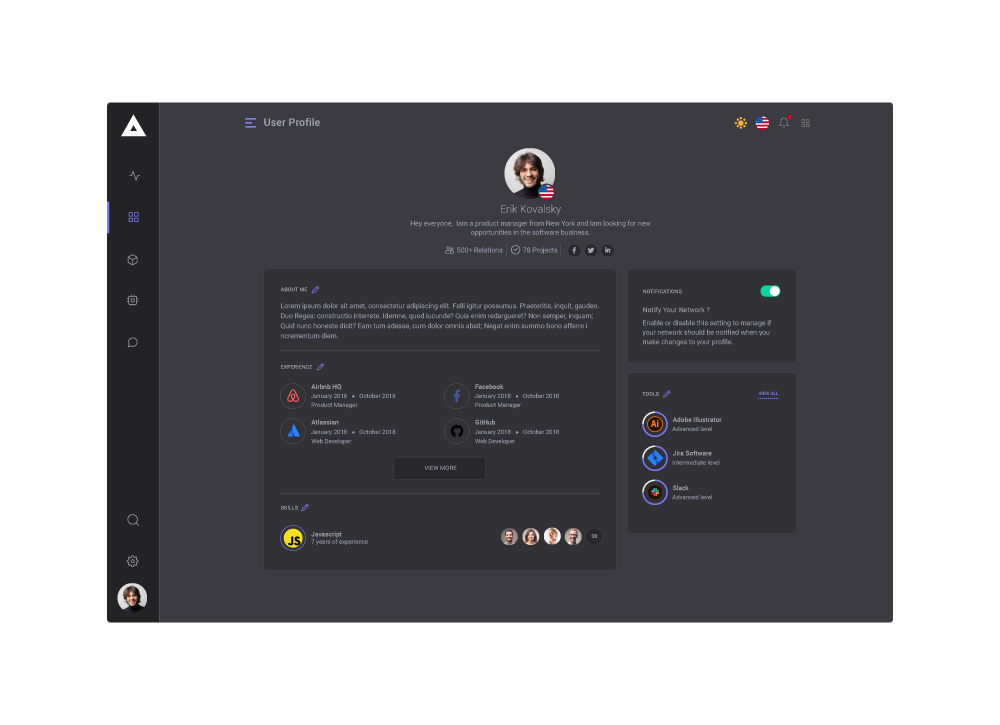 User Profile
Erik Kovalsky
Hey everyone, Iam a product manager from New York and Iam looking for new
opportunities in the software business.
500+ Relations
78 Projects
ABOUT ME
Lorem ipsum dolor sit amet, consectetur adipiscing elit. Falli igitur possumus. Praeteritis, inquit, gaudeo.
Duo Reges: constructio interrete. Idemne, quod iucunde? Quis enim redargueret? Non semper, inquam;
Quid nunc honeste dicit? Eam tum adesse, cum dolor omnis absit; Negat enim summo bono afferre i
ncrementum diem.
EXPERIENCE
Airbnb HQ
January 2018 • October 2018
Product Manager
Facebook
January 2018 • October 2018
Product Manager
Atlassian
January 2018 • October 2018
Web Developer
GitHub
January 2018 • October 2018
Web Developer
VIEW MORE
SKILLS
JS
Javascript
7 years of experience
38
NOTIFICATIONS
Notify Your Network ?
Enable or disable this setting to manage if
your network should be notified when you
make changes to your profile.
TOOLS
VIEW ALL
Ai
Adobe Illustrator
Advanced level
Jira Software
Intermediate level
Slack
Advanced level